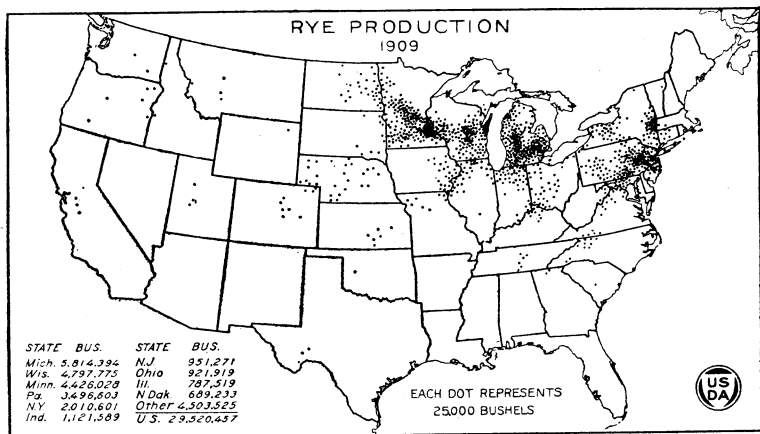 RYE PRODUCTION
1909
STATE BUS. STATE BUS.
Mich. 5,814,394 N.J 951,271
Wis. 4,797,775 Ohio 921,919
Minn. 4,426,028 Ill. 787,519
Pa. 3,496,603 N Dak. 689,233
N.Y. 2,010,601 Other 4,503,525
Ind. 1,121,589 U.S. 29,520,457
EACH DOT REPRESENTS
25,000 BUSHELS
US
DA